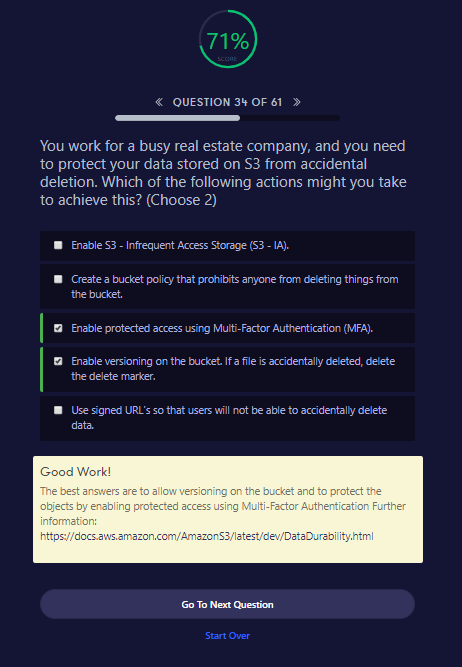 71%
SCORE
« QUESTION 34 OF 61 »
You work for a busy real estate company, and you need
to protect your data stored on S3 from accidental
deletion. Which of the following actions might you take
to achieve this? (Choose 2)
Enable S3 - Infrequent Access Storage (S3 - IA).
Create a bucket policy that prohibits anyone from deleting things from
the bucket.
Enable protected access using Multi-Factor Authentication (MFA).
Enable versioning on the bucket. If a file is accidentally deleted, delete
the delete marker.
Use signed URL's so that users will not be able to accidentally delete
data.
Good Work!
The best answers are to allow versioning on the bucket and to protect the
objects by enabling protected access using Multi-Factor Authentication Further
information:
https://docs.aws.amazon.com/AmazonS3/latest/dev/DataDurability.html
Go To Next Question
Start Over